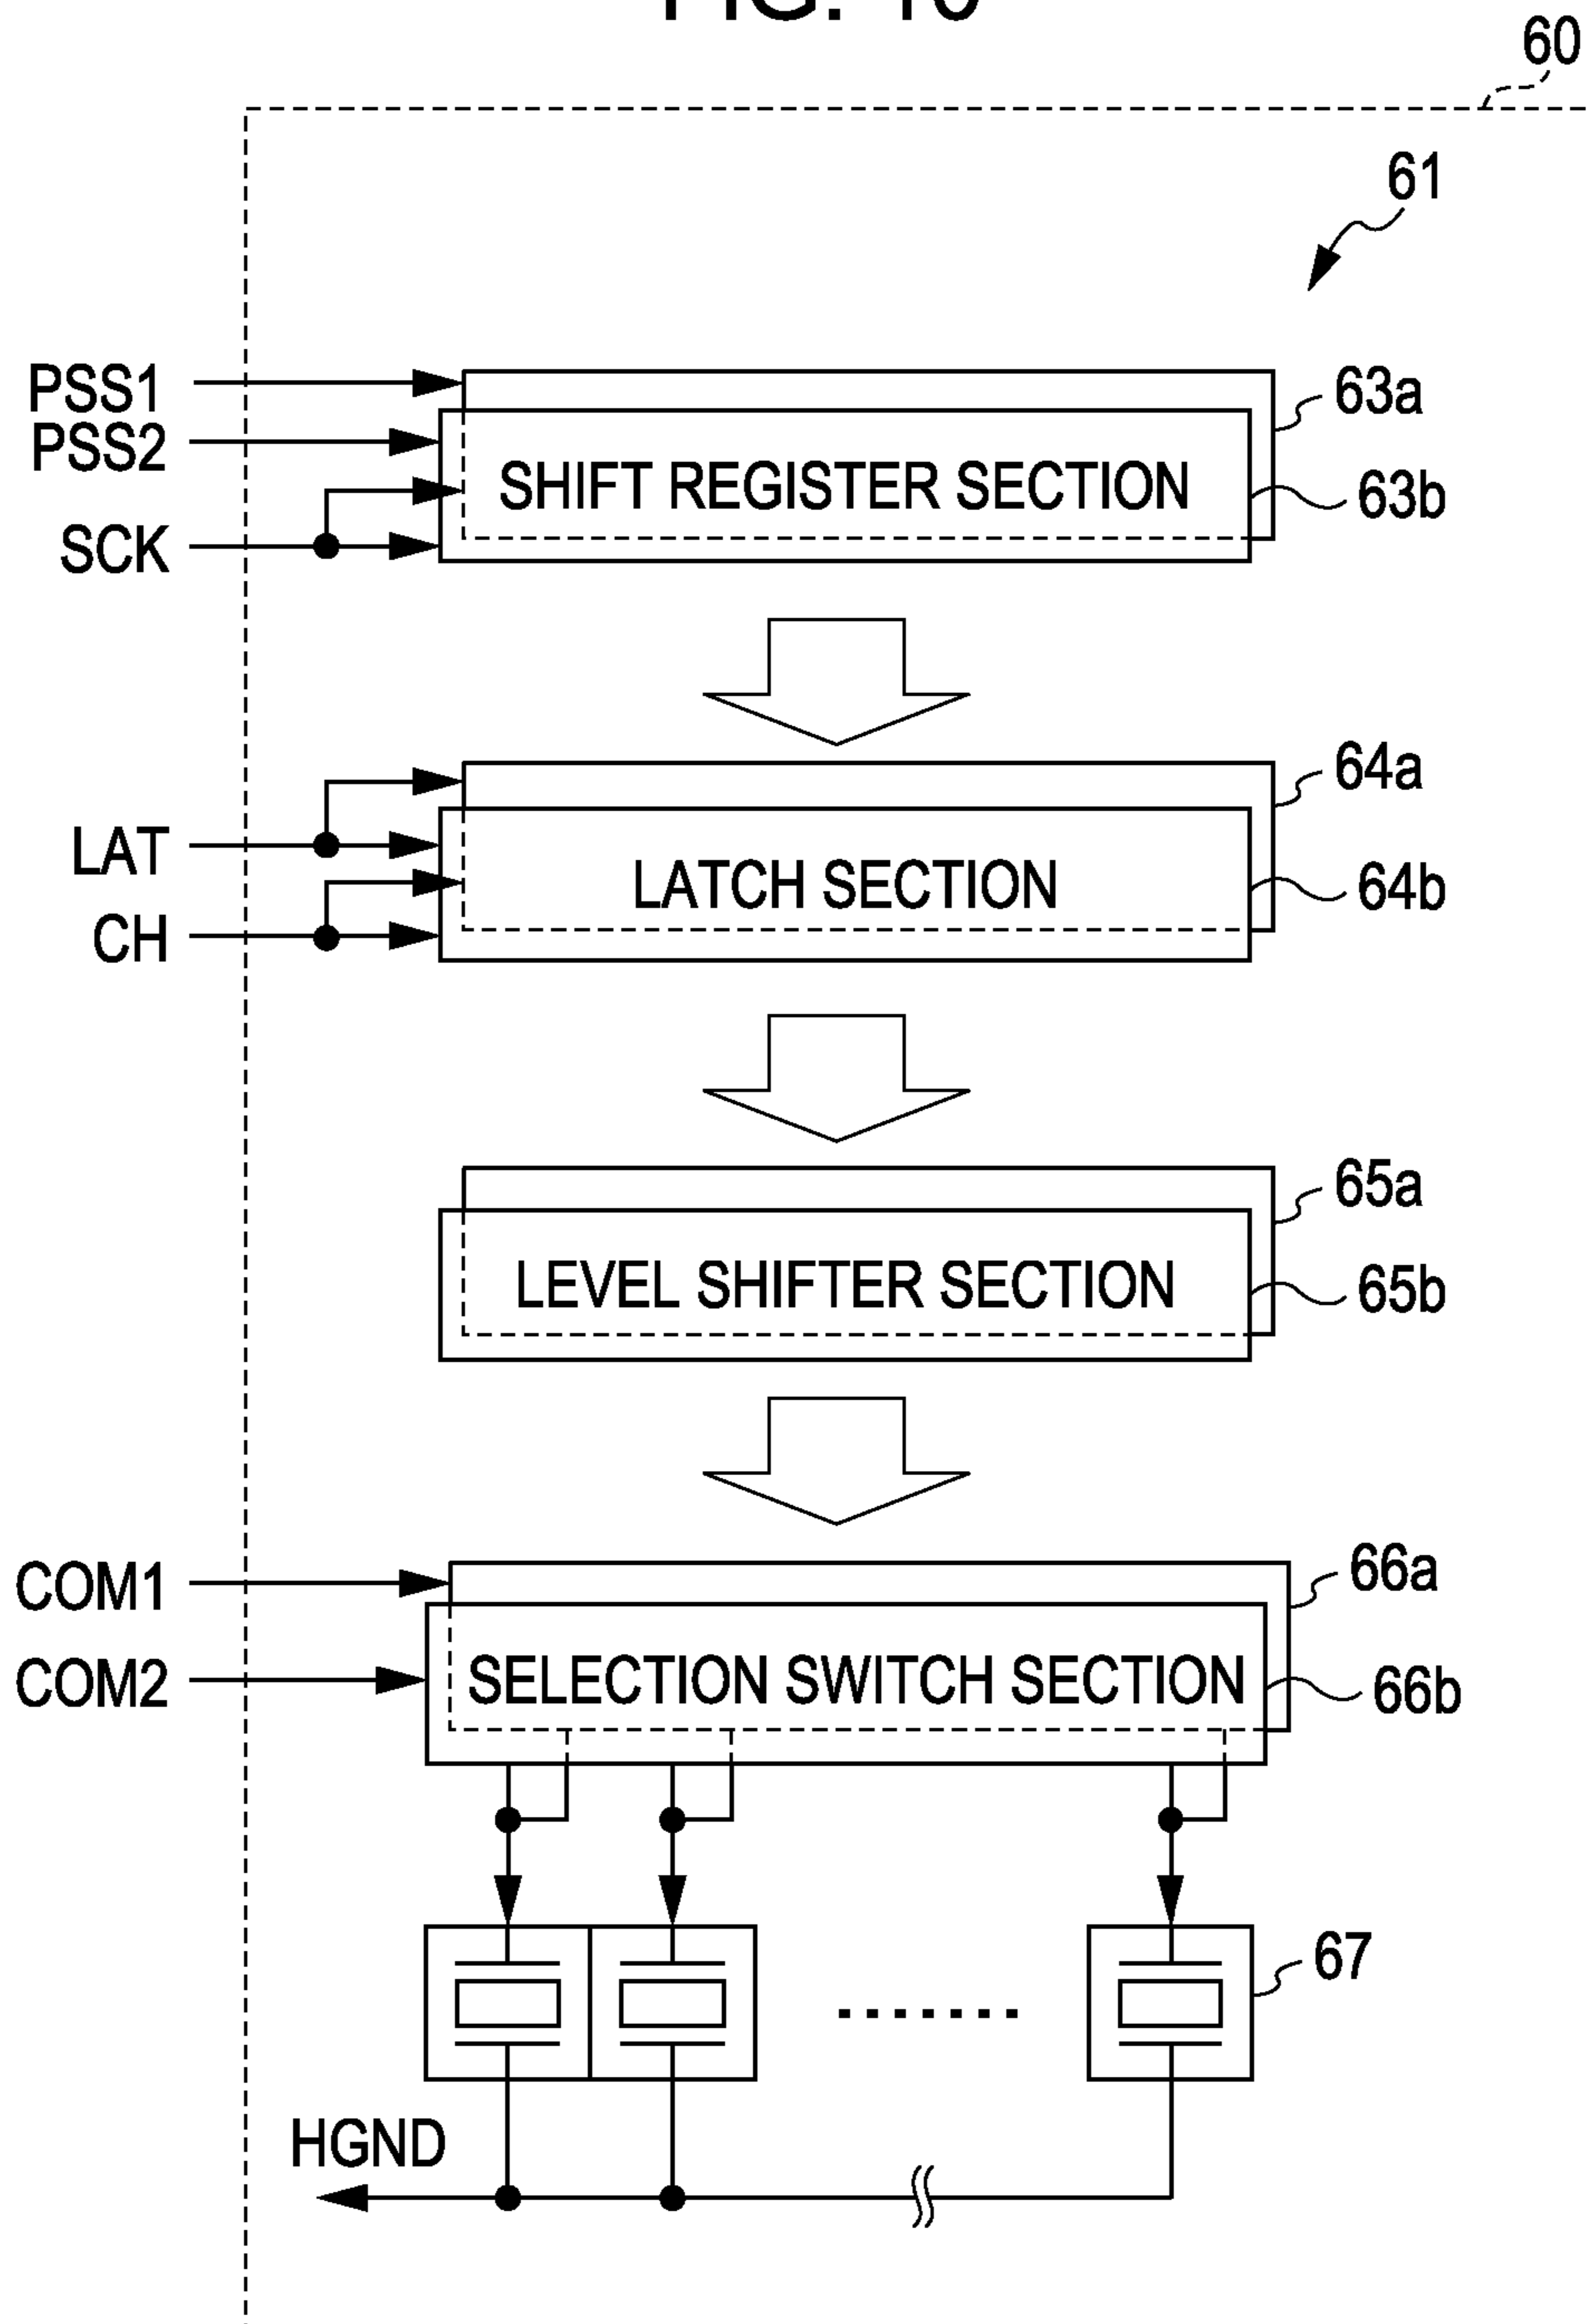 60
61
PSS1
63a
PSS2
SHIFT REGISTER SECTION
63b
SCK
64a
LAT
LATCH SECTION
64b
CH
65a
LEVEL SHIFTER SECTION
65b
COM1
66a
COM2
SELECTION SWITCH SECTION
66b
67
HGND